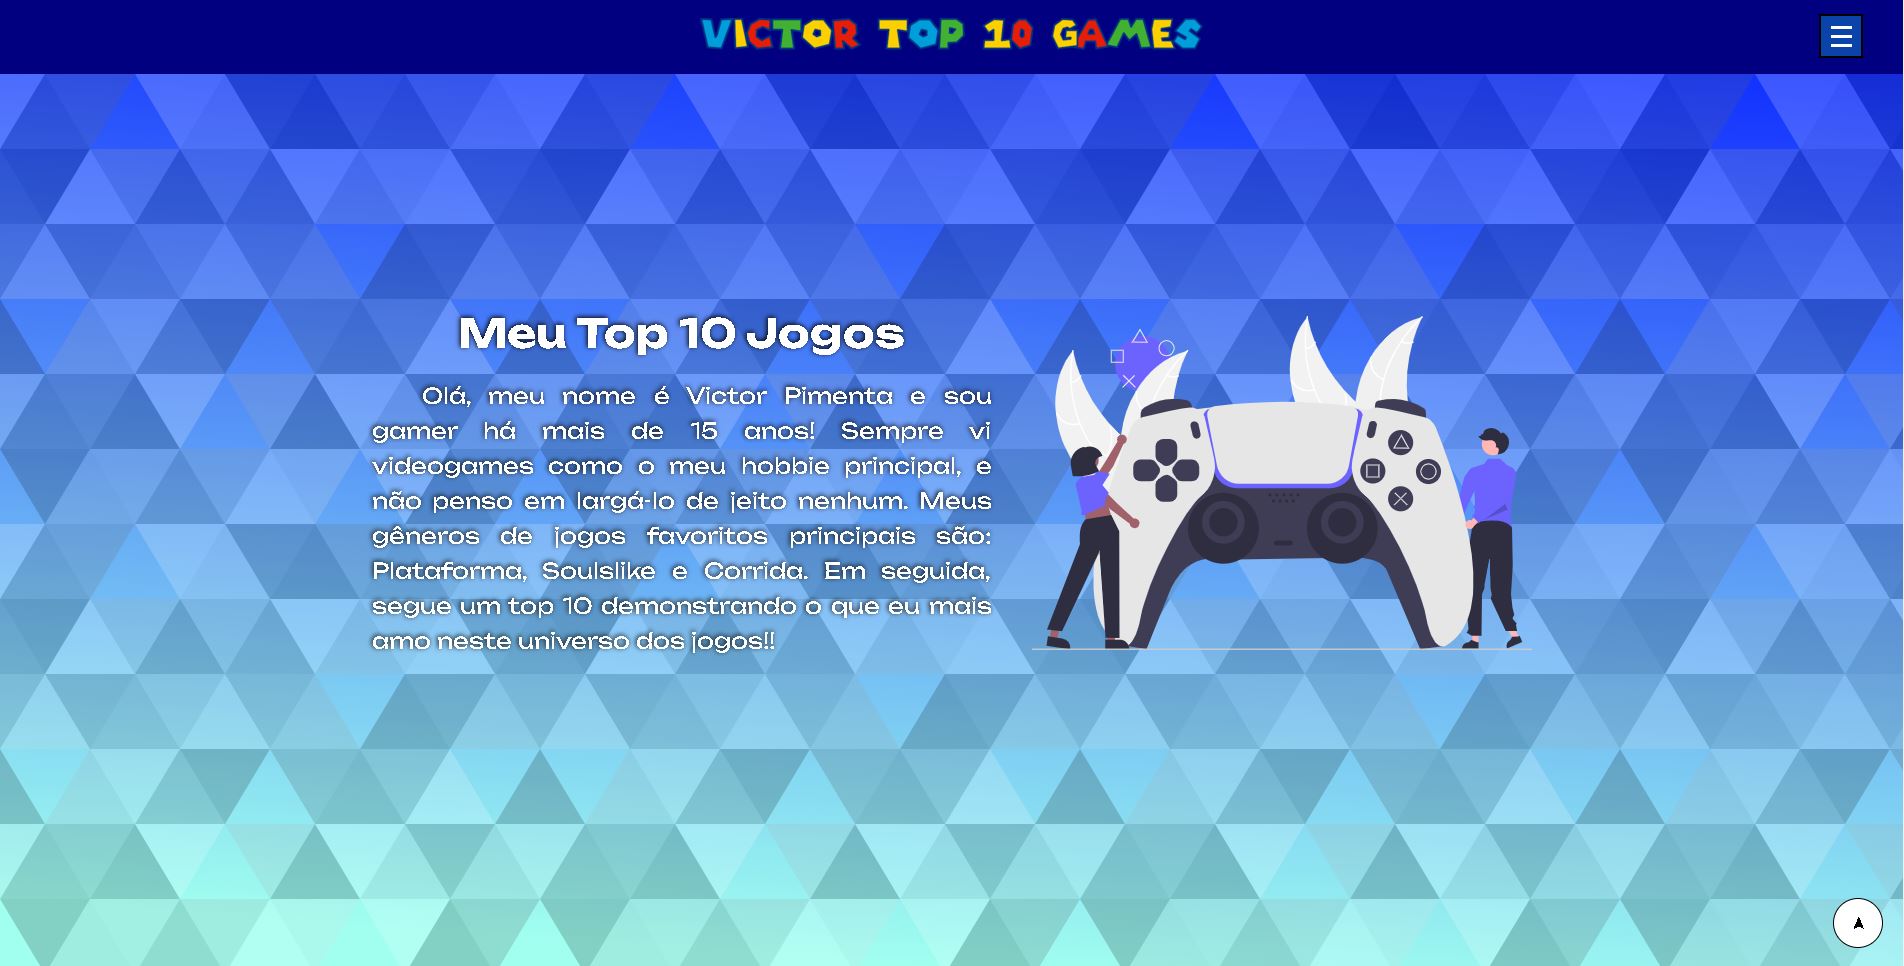 VICTOR TOP 10 GAMES
Meu Top 10 Jogos
Olá, meu nome é Victor Pimenta e sou
gamer há mais de 15 anos! Sempre vi
videogames como o meu hobbie principal, e
não penso em largá-lo de jeito nenhum. Meus
gêneros de jogos favoritos principais são:
Plataforma, Soulslike e Corrida. Em seguida,
segue um top 10 demonstrando o que eu mais
amo neste universo dos jogos!!